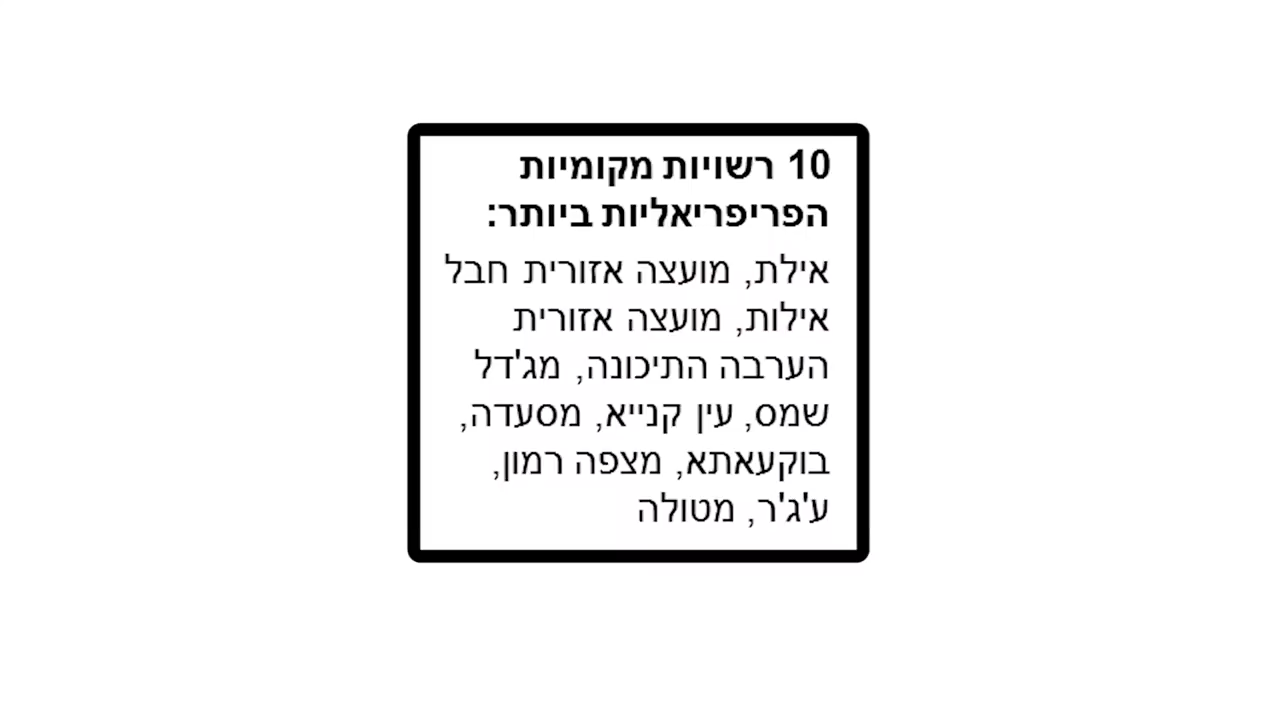 10 רשויות מקומיות
הפריפריאליות ביותר:
אילת, מועצה אזורית חבל
אילות, מועצה אזורית
הערבה התיכונה, מג'דל
שמס, עין קנייא, מסעדה,
בוקעאתא, מצפה רמון,
ע'ג'ר, מטולה